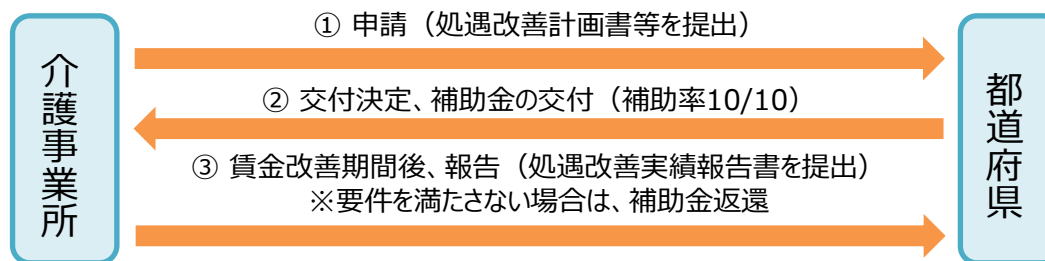 介護事業所
① 申請（処遇改善計画書等を提出）
② 交付決定、補助金の交付（補助率10/10）
③ 賃金改善期間後、報告（処遇改善実績報告書を提出）
※要件を満たさない場合は、補助金返還
都道府県